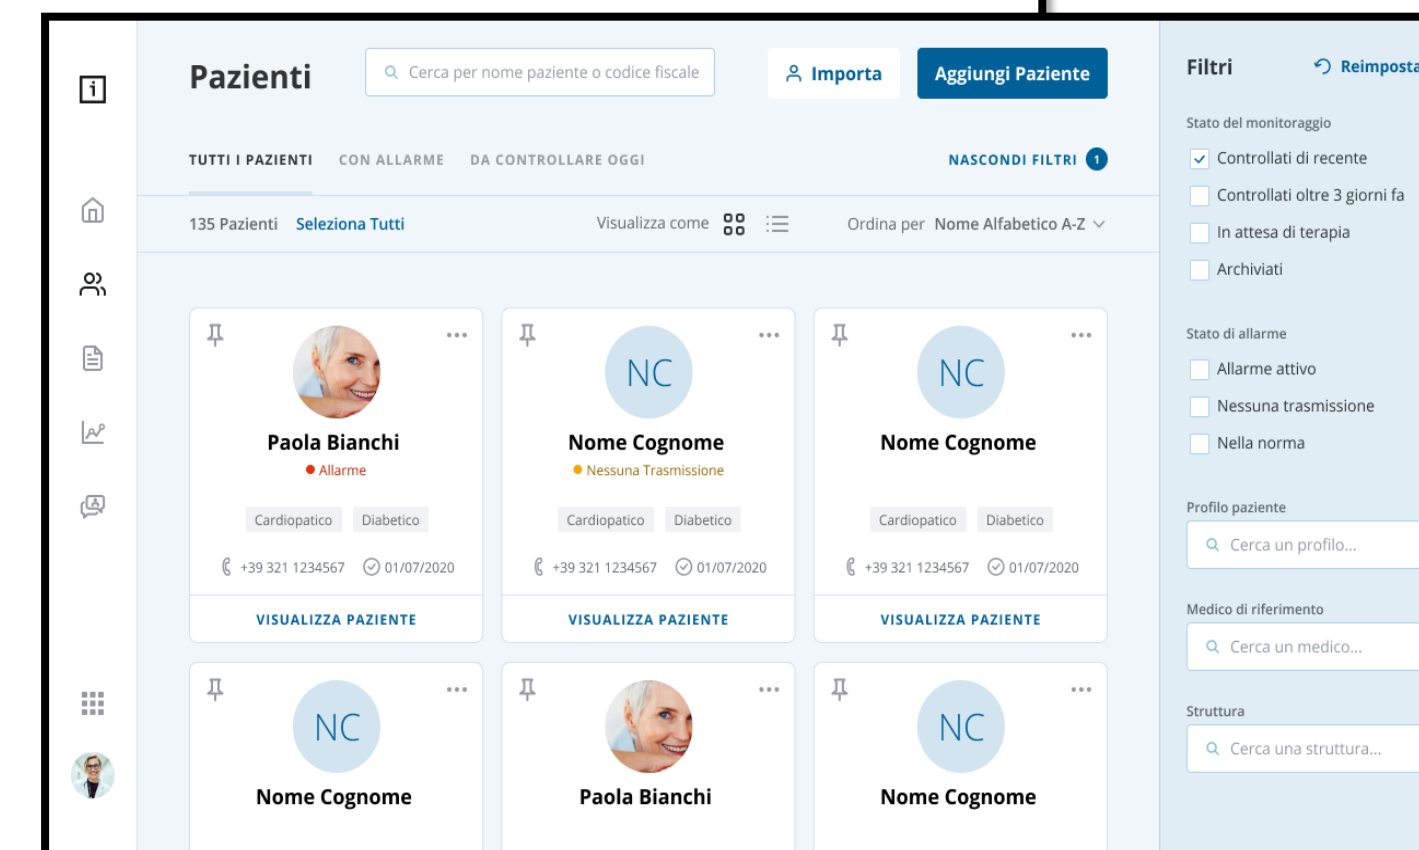 i
Pazienti
Cerca per nome paziente o codice fiscale
Importa
Aggiungi Paziente
TUTTI I PAZIENTI
CON ALLARME
DA CONTROLLARE OGGI
NASCONDI FILTRI 1
135 Pazienti
Seleziona Tutti
Visualizza come
Ordina per Nome Alfabetico A-Z
Paola Bianchi
Allarme
Cardiopatico Diabetico
+39 321 1234567 01/07/2020
VISUALIZZA PAZIENTE
NC
Nome Cognome
Nessuna Trasmissione
Cardiopatico Diabetico
+39 321 1234567 01/07/2020
VISUALIZZA PAZIENTE
NC
Nome Cognome
Cardiopatico Diabetico
+39 321 1234567 01/07/2020
VISUALIZZA PAZIENTE
NC
Nome Cognome
Paola Bianchi
NC
Nome Cognome
Filtri
Reimposta
Stato del monitoraggio
Controllati di recente
Controllati oltre 3 giorni fa
In attesa di terapia
Archiviati
Stato di allarme
Allarme attivo
Nessuna trasmissione
Nella norma
Profilo paziente
Cerca un profilo...
Medico di riferimento
Cerca un medico...
Struttura
Cerca una struttura...